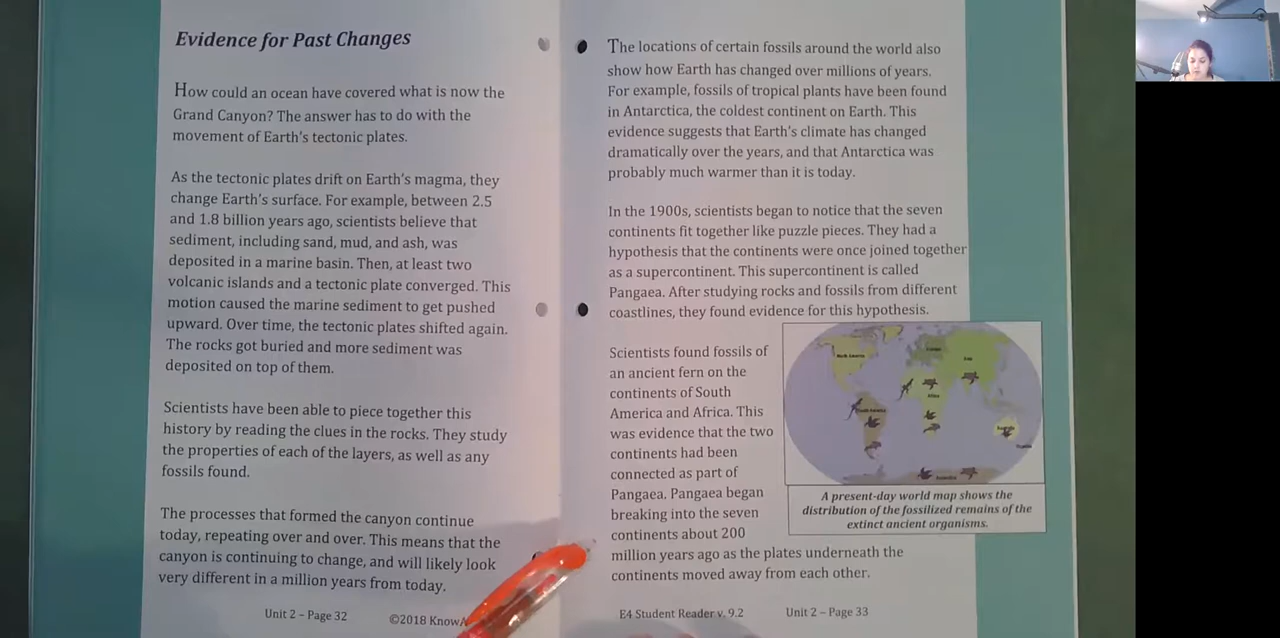 Evidence for Past Changes
How could an ocean have covered what is now the
Grand Canyon? The answer has to do with the
movement of Earth's tectonic plates.
As the tectonic plates drift on Earth's magma, they
change Earth's surface. For example, between 2.5
and 1.8 billion years ago, scientists believe that
sediment, including sand, mud, and ash, was
deposited in a marine basin. Then, at least two
volcanic islands and a tectonic plate converged. This
motion caused the marine sediment to get pushed
upward. Over time, the tectonic plates shifted again.
The rocks got buried and more sediment was
deposited on top of them.
Scientists have been able to piece together this
history by reading the clues in the rocks. They study
the properties of each of the layers, as well as any
fossils found.
The processes that formed the canyon continue
today, repeating over and over. This means that the
canyon is continuing to change, and will likely look
very different in a million years from today.
Unit 2 – Page 32
©2018 KnowA
The locations of certain fossils around the world also
show how Earth has changed over millions of years.
For example, fossils of tropical plants have been found
in Antarctica, the coldest continent on Earth. This
evidence suggests that Earth's climate has changed
dramatically over the years, and that Antarctica was
probably much warmer than it is today.
In the 1900s, scientists began to notice that the seven
continents fit together like puzzle pieces. They had a
hypothesis that the continents were once joined together
as a supercontinent. This supercontinent is called
Pangaea. After studying rocks and fossils from different
coastlines, they found evidence for this hypothesis.
Scientists found fossils of
an ancient fern on the
continents of South
America and Africa. This
was evidence that the two
continents had been
connected as part of
Pangaea. Pangaea began
breaking into the seven
continents about 200
million years ago as the plates underneath the
continents moved away from each other.
North America
Europe
Asia
Africa
South America
Australia
Antarctica
A present-day world map shows the
distribution of the fossilized remains of the
extinct ancient organisms.
E4 Student Reader v. 9.2
Unit 2 – Page 33